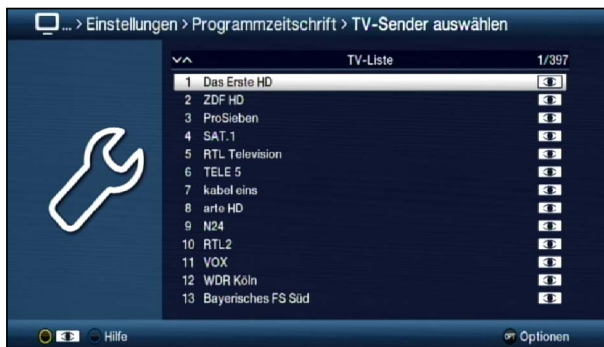 ... > Einstellungen > Programmzeitschrift > TV-Sender auswählen
TV-Liste 1/397
1 Das Erste HD
2 ZDF HD
3 ProSieben
4 SAT.1
5 RTL Television
6 TELE 5
7 kabel eins
8 arte HD
9 N24
10 RTL2
11 VOX
12 WDR Köln
13 Bayerisches FS Süd
Hilfe OPT Optionen